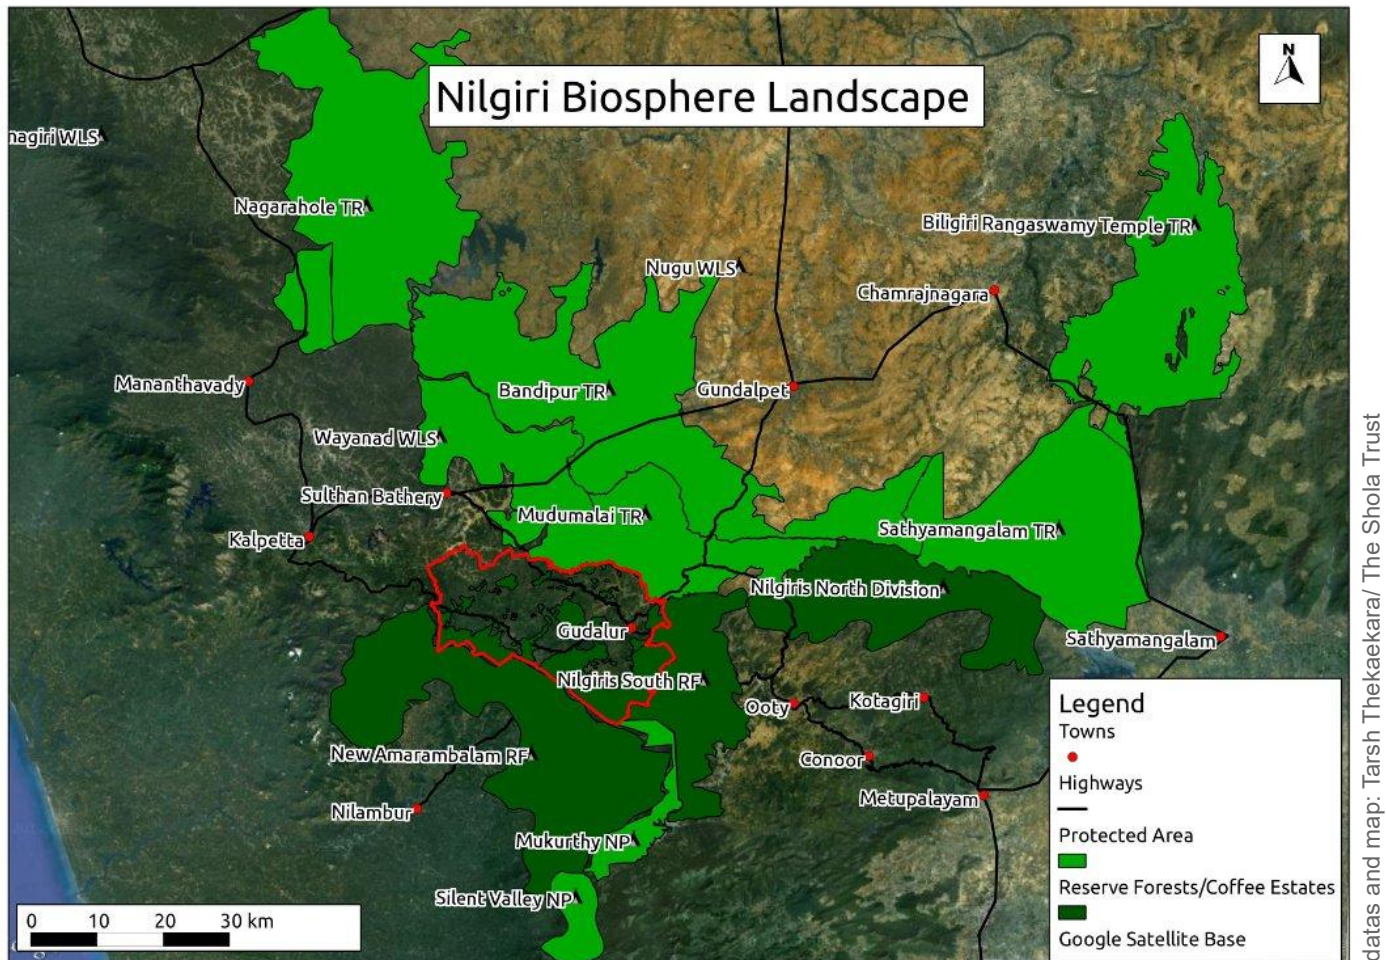 Nilgiri Biosphere Landscape
N
nagiri WLS
Nagarahole TR
Biligiri Rangaswamy Temple TR
Nugu WLS
Chamrajnagara
Mananthavady
Bandipur TR
Gundalpet
Wayanad WLS
Sulthan Bathery
Mudumalai TR
Sathyamangalam TR
Kalpetta
Nilgiris North Division
Gudalur
Sathyamangalam
Nilgiris South RF
Ooty
Kotagiri
New Amarambalam RF
Conoor
Metupalayam
Nilambur
Mukurthy NP
Silent Valley NP
0 10 20 30 km
Legend
Towns
Highways
Protected Area
Reserve Forests/Coffee Estates
Google Satellite Base
datas and map: Tarsh Thekaekara/ The Shola Trust